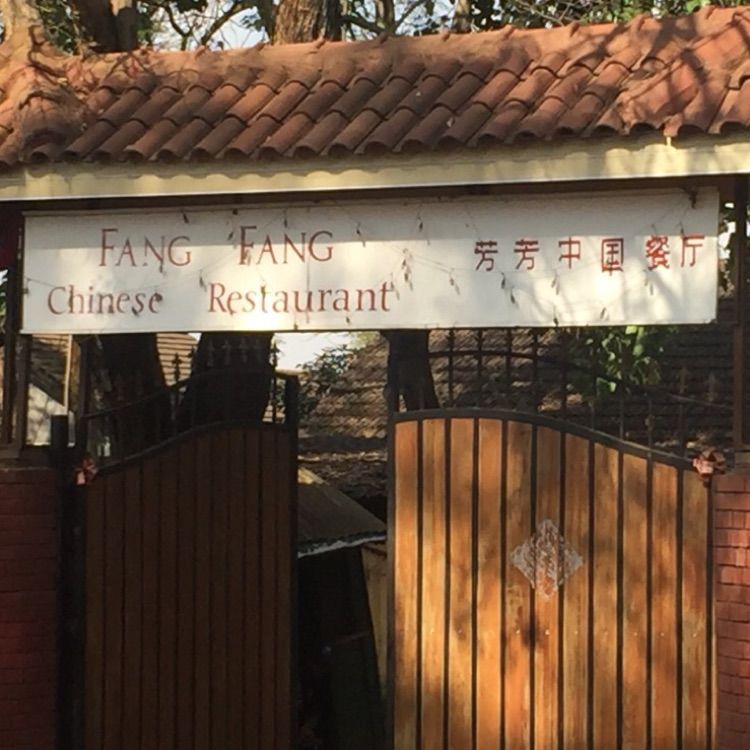 FANG FANG
Chinese Restaurant
芳芳中国餐厅